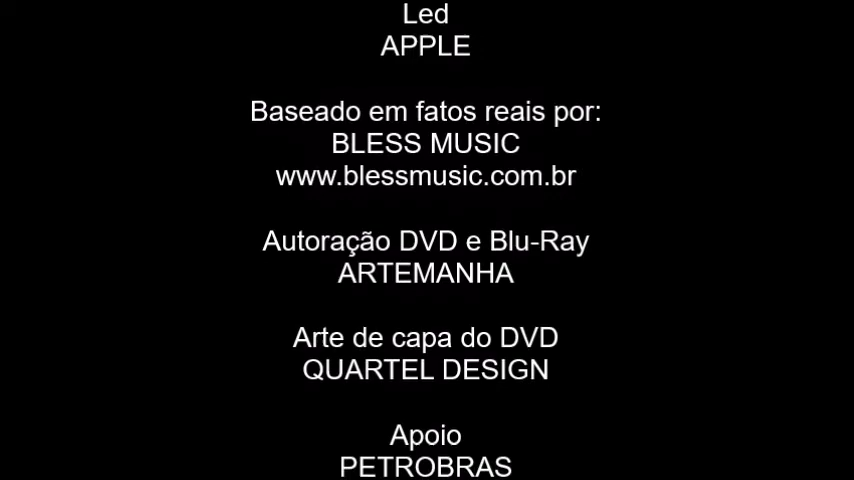 Led
APPLE
Baseado em fatos reais por:
BLESS MUSIC
www.blessmusic.com.br
Autoração DVD e Blu-Ray
ARTEMANHA
Arte de capa do DVD
QUARTEL DESIGN
Apoio
PETROBRAS